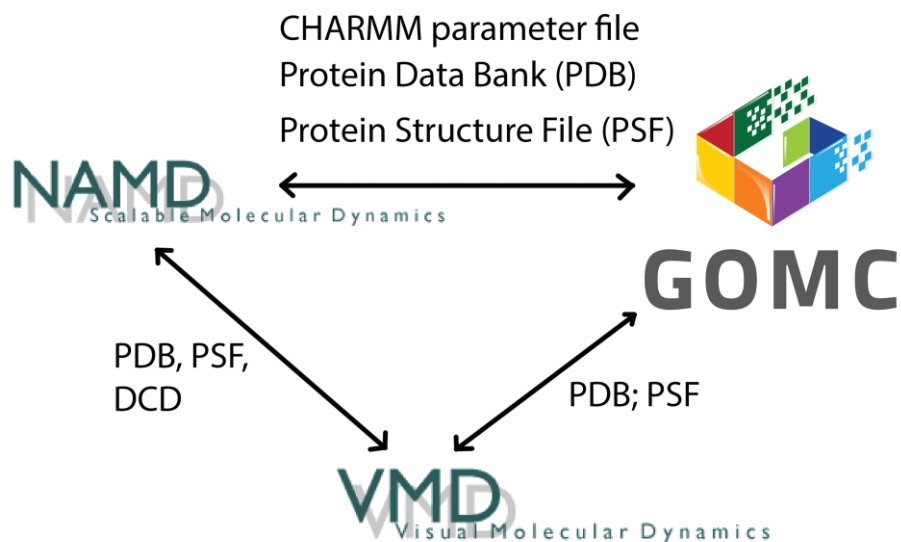 CHARMM parameter file
Protein Data Bank (PDB)
Protein Structure File (PSF)
NAMD
Scalable Molecular Dynamics
GOMC
PDB, PSF,
DCD
PDB; PSF
VMD
Visual Molecular Dynamics